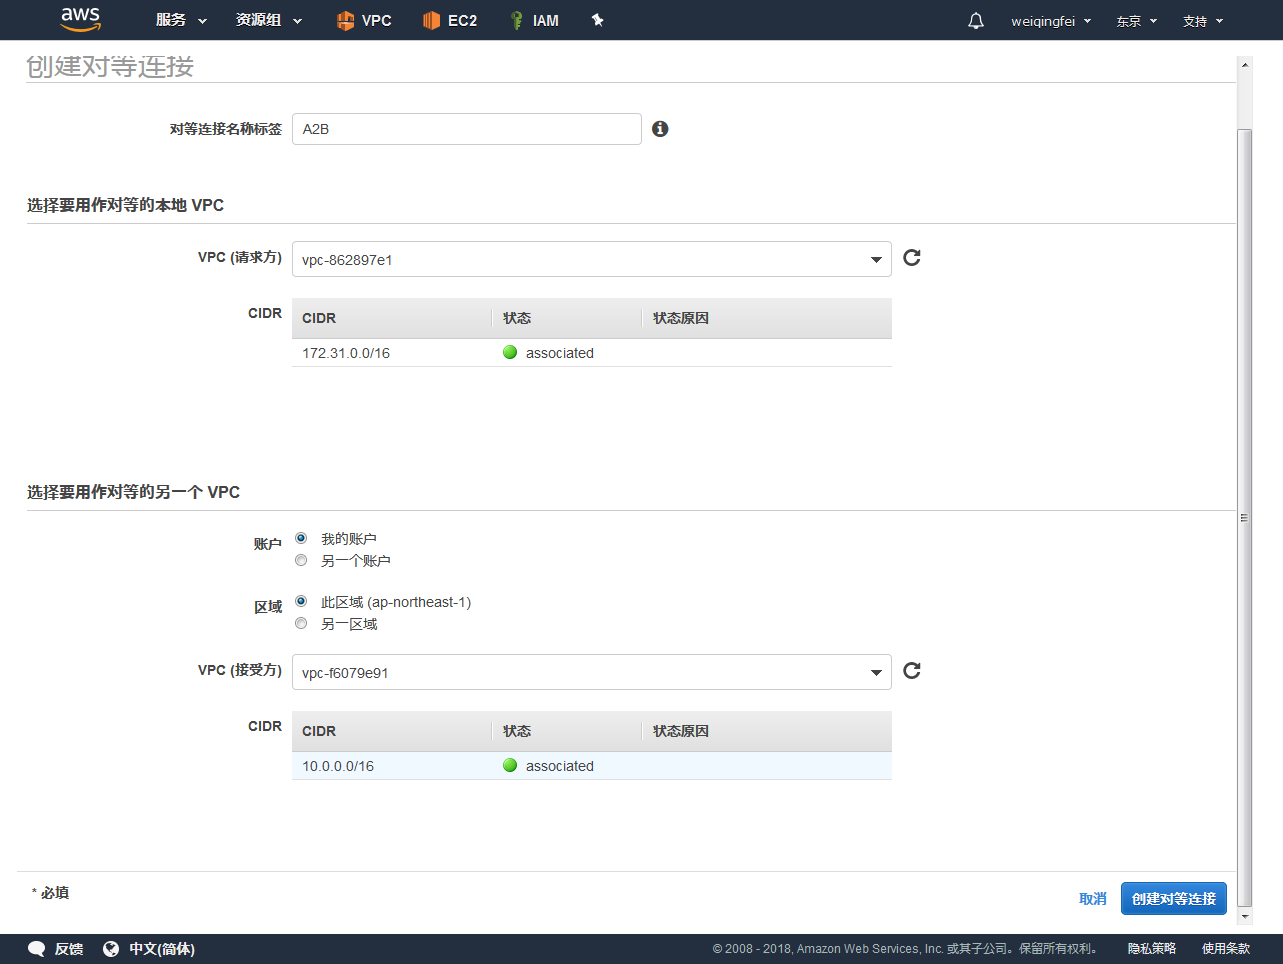 aws 服务 资源组 VPC EC2 IAM weiqingfei 东京 支持
创建对等连接
对等连接名称标签 A2B
选择要用作对等的本地 VPC
VPC (请求方) vpc-862897e1
CIDR CIDR 状态 状态原因
172.31.0.0/16 associated
选择要用作对等的另一个 VPC
账户 我的账户
另一个账户
区域 此区域 (ap-northeast-1)
另一区域
VPC (接受方) vpc-f6079e91
CIDR CIDR 状态 状态原因
10.0.0.0/16 associated
* 必填 取消 创建对等连接
反馈 中文(简体) © 2008 - 2018, Amazon Web Services, Inc. 或其子公司。保留所有权利。 隐私策略 使用条款